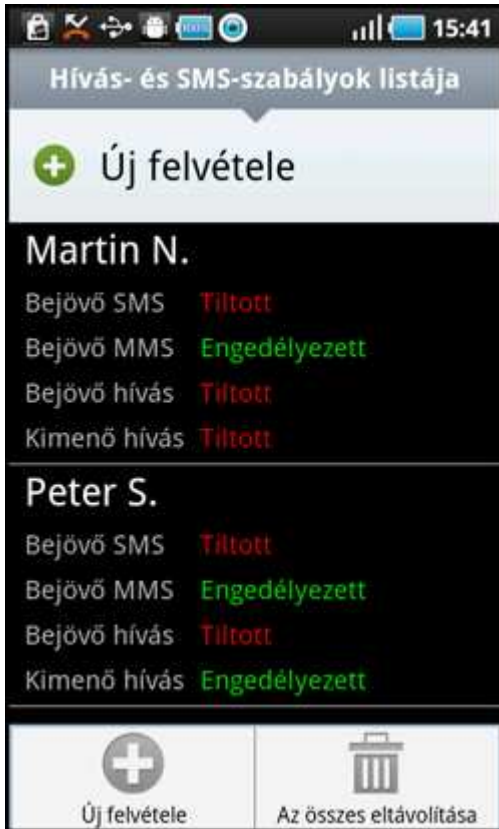 15:41
Hívás- és SMS-szabályok listája
Új felvétele
Martin N.
Bejövő SMS Tiltott
Bejövő MMS Engedélyezett
Bejövő hívás Tiltott
Kimenő hívás Tiltott
Peter S.
Bejövő SMS Tiltott
Bejövő MMS Engedélyezett
Bejövő hívás Tiltott
Kimenő hívás Engedélyezett
Új felvétele
Az összes eltávolítása